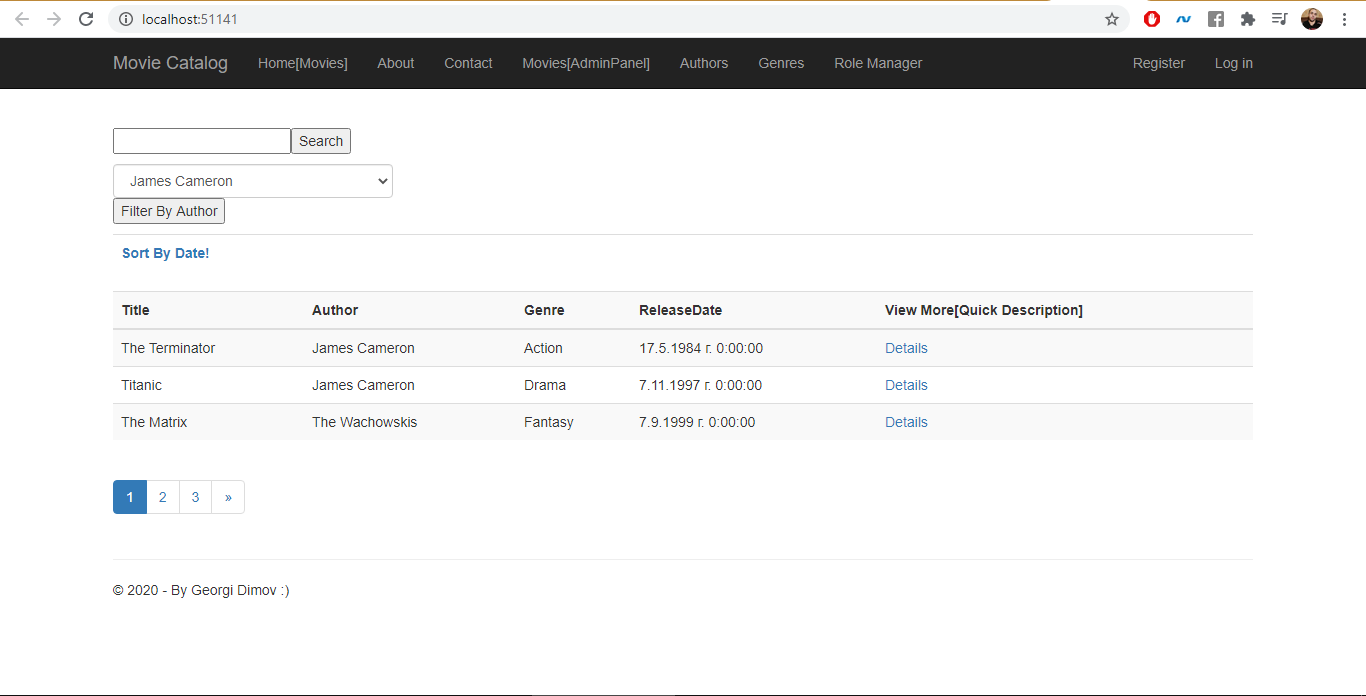 localhost:51141
Movie Catalog Home[Movies] About Contact Movies[AdminPanel] Authors Genres Role Manager Register Log in
Search
James Cameron
Filter By Author
Sort By Date!
Title Author Genre ReleaseDate View More[Quick Description]
The Terminator James Cameron Action 17.5.1984 г. 0:00:00 Details
Titanic James Cameron Drama 7.11.1997 г. 0:00:00 Details
The Matrix The Wachowskis Fantasy 7.9.1999 г. 0:00:00 Details
1 2 3 »
© 2020 - By Georgi Dimov :)